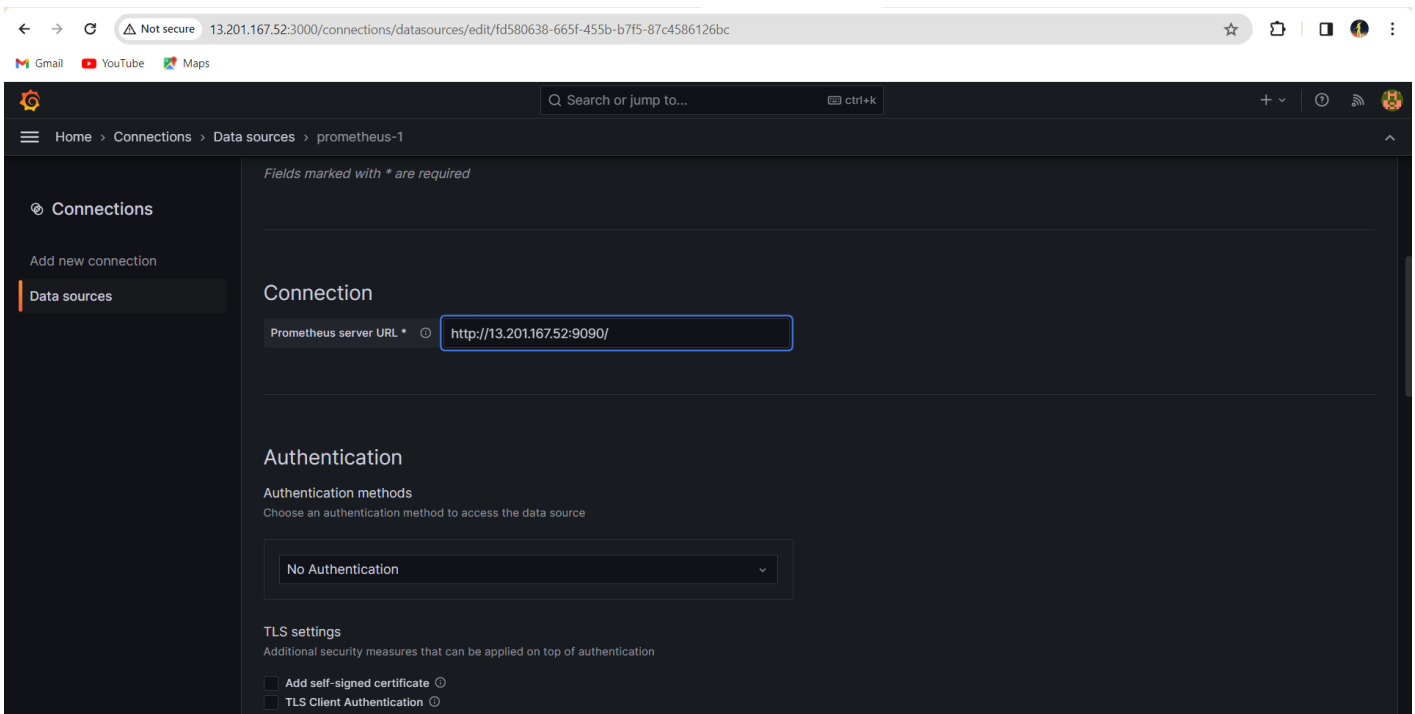 Not secure 13.201.167.52:3000/connections/datasources/edit/fd580638-665f-455b-b7f5-87c4586126bc
Gmail YouTube Maps
Search or jump to... ctrl+k
Home › Connections › Data sources › prometheus-1
Fields marked with * are required
Connections
Add new connection
Data sources
Connection
Prometheus server URL * http://13.201.167.52:9090/
Authentication
Authentication methods
Choose an authentication method to access the data source
No Authentication
TLS settings
Additional security measures that can be applied on top of authentication
Add self-signed certificate
TLS Client Authentication